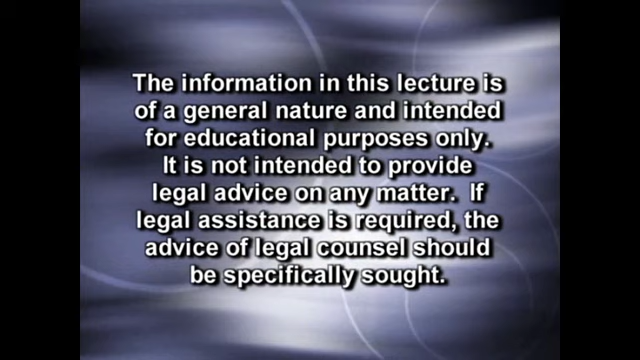 The information in this lecture is
of a general nature and intended
for educational purposes only.
It is not intended to provide
legal advice on any matter.  If
legal assistance is required, the
advice of legal counsel should
be specifically sought.